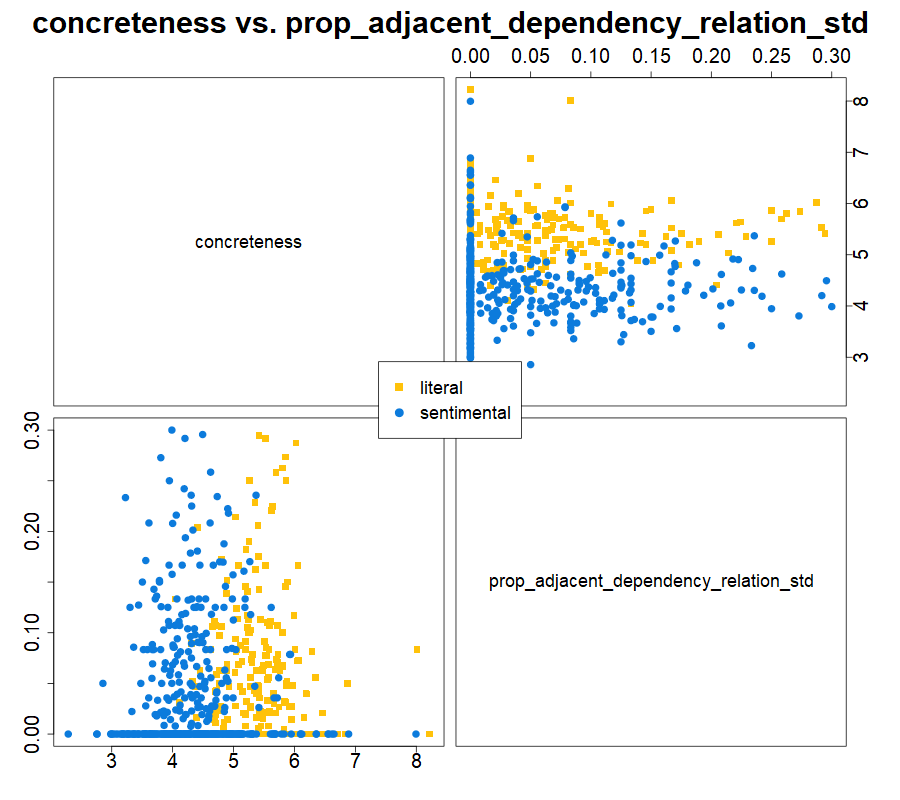 concreteness vs. prop_adjacent_dependency_relation_std
0.00 0.05 0.10 0.15 0.20 0.25 0.30
concreteness
8
7
6
5
4
3
literal
sentimental
0.30
0.20
0.10
0.00
prop_adjacent_dependency_relation_std
3 4 5 6 7 8